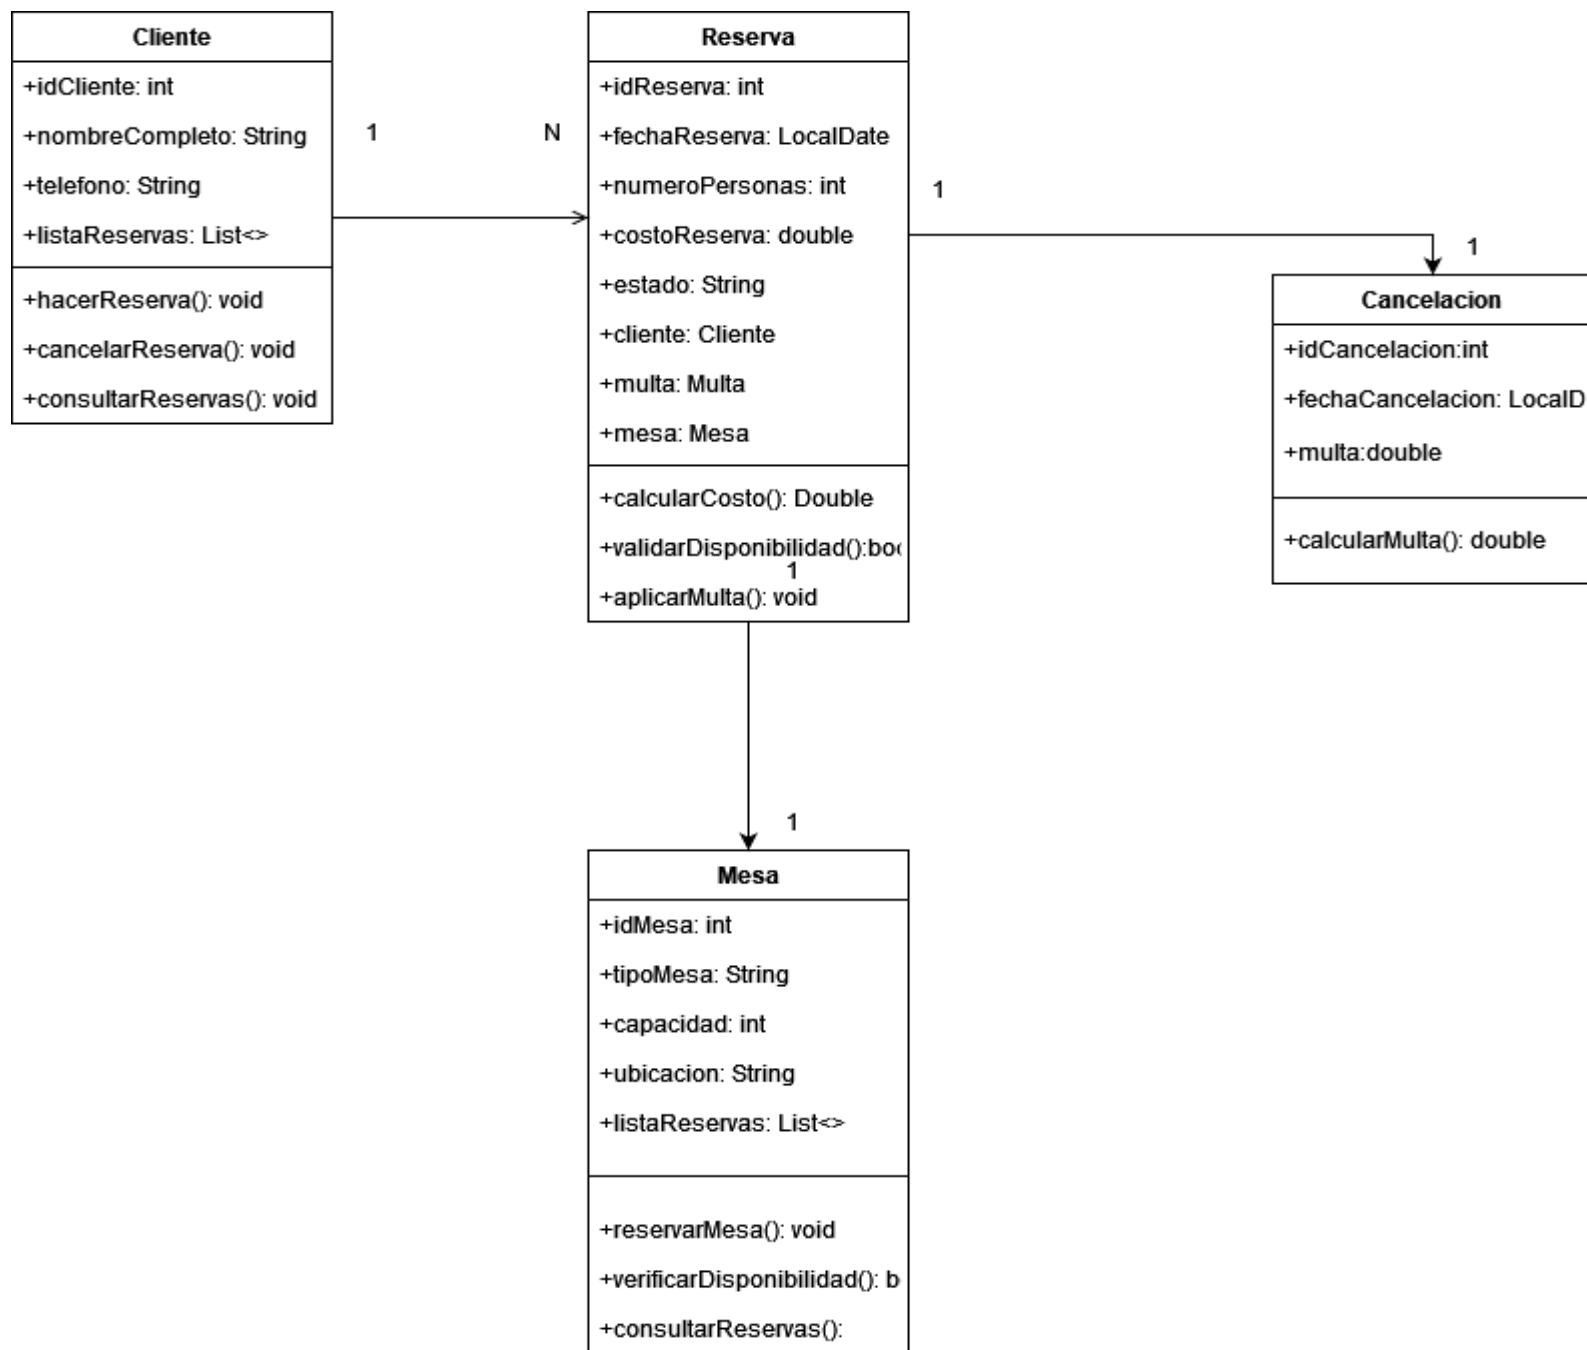 Cliente
+idCliente: int
+nombreCompleto: String
+telefono: String
+listaReservas: List<>
+hacerReserva(): void
+cancelarReserva(): void
+consultarReservas(): void
1
N
Reserva
+idReserva: int
+fechaReserva: LocalDate
+numeroPersonas: int
+costoReserva: double
+estado: String
+cliente: Cliente
+multa: Multa
+mesa: Mesa
+calcularCosto(): Double
+validarDisponibilidad():boo
1
+aplicarMulta(): void
1
1
Cancelacion
+idCancelacion:int
+fechaCancelacion: LocalD
+multa:double
+calcularMulta(): double
1
Mesa
+idMesa: int
+tipoMesa: String
+capacidad: int
+ubicacion: String
+listaReservas: List<>
+reservarMesa(): void
+verificarDisponibilidad(): b
+consultarReservas():